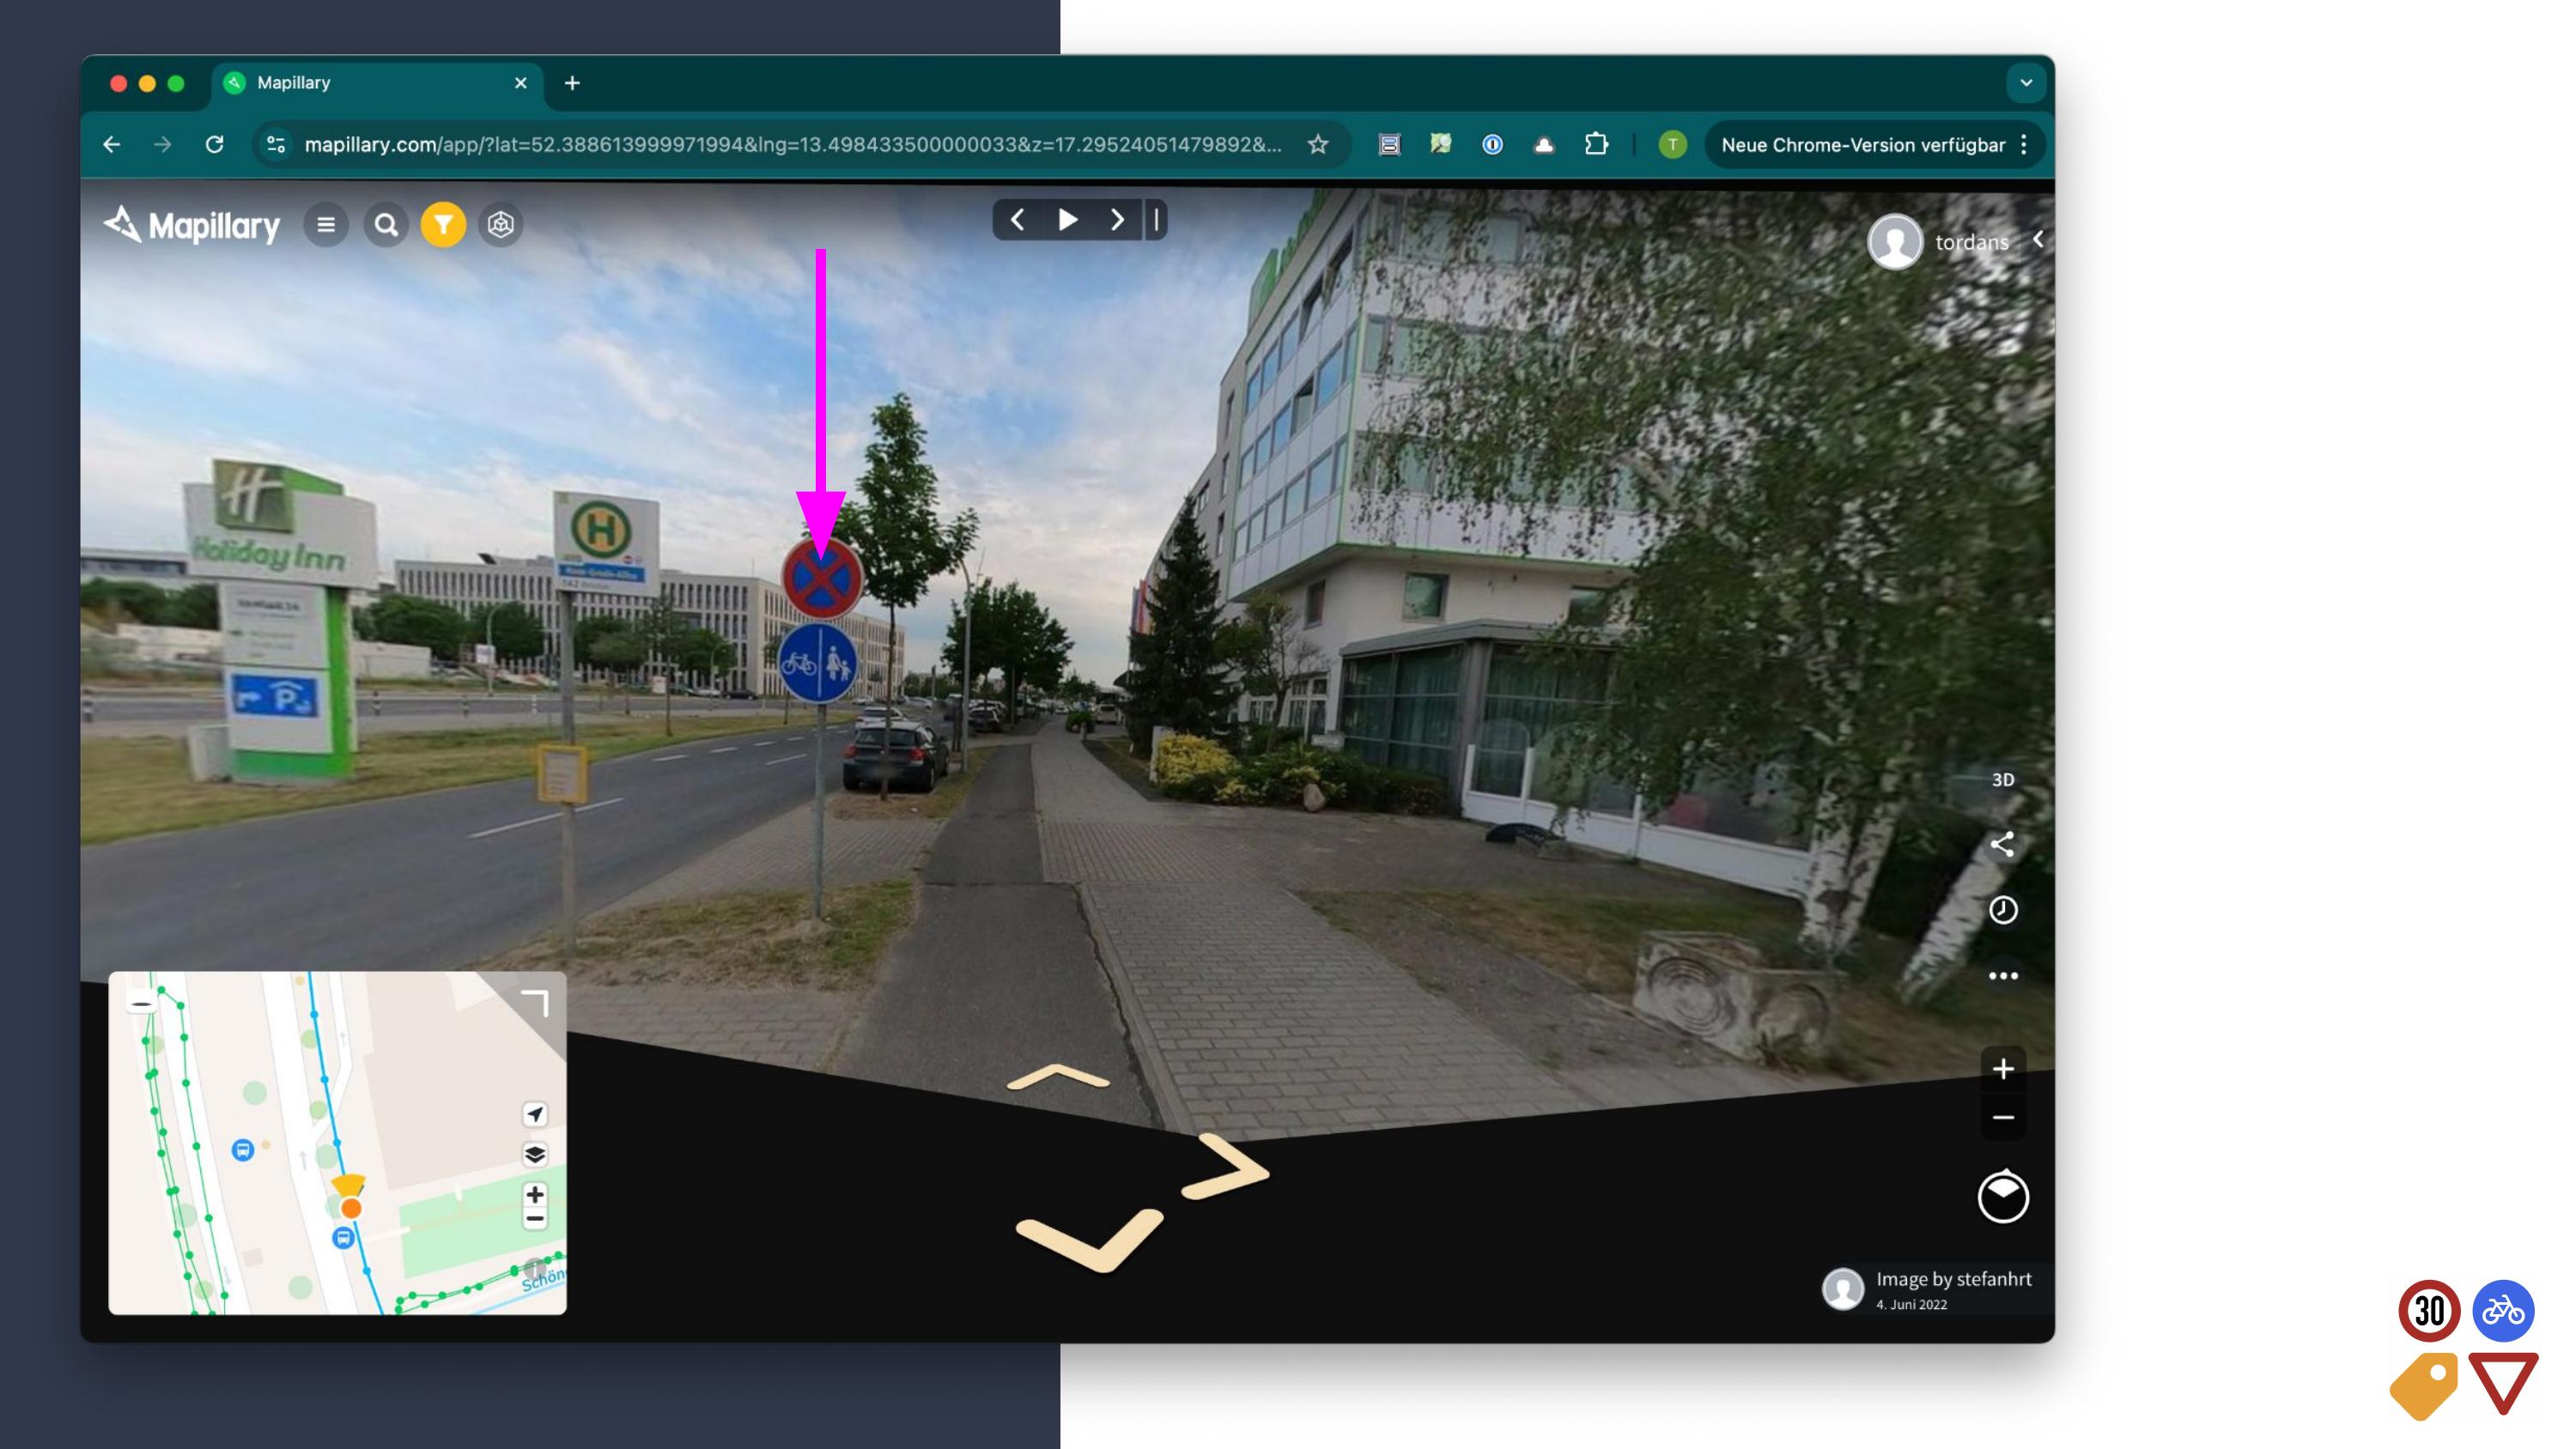 Mapillary
mapillary.com/app/?lat=52.388613999971994&lng=13.498433500000033&z=17.29524051479892&...
T
Neue Chrome-Version verfügbar
Mapillary
tordans
H
Holiday Inn
H
P
3D
Schön
Image by stefanhrt
4. Juni 2022
30